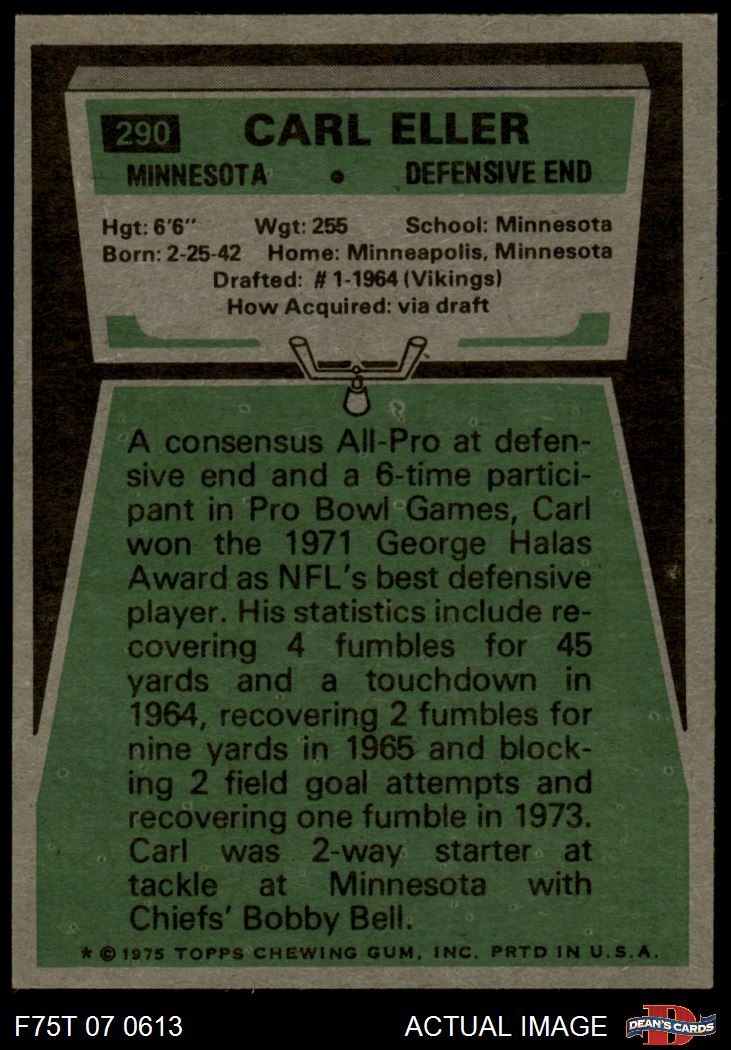 290 CARL ELLER
MINNESOTA • DEFENSIVE END
Hgt: 6'6" Wgt: 255 School: Minnesota
Born: 2-25-42 Home: Minneapolis, Minnesota
Drafted: #1-1964 (Vikings)
How Acquired: via draft
A consensus All-Pro at defen-
sive end and a 6-time partici-
pant in Pro Bowl Games, Carl
won the 1971 George Halas
Award as NFL's best defensive
player. His statistics include re-
covering 4 fumbles for 45
yards and a touchdown in
1964, recovering 2 fumbles for
nine yards in 1965 and block-
ing 2 field goal attempts and
recovering one fumble in 1973.
Carl was 2-way starter at
tackle at Minnesota with
Chiefs' Bobby Bell.
* © 1975 TOPPS CHEWING GUM, INC. PRTD IN U.S.A.
F75T 07 0613 ACTUAL IMAGE DEAN'S CARDS